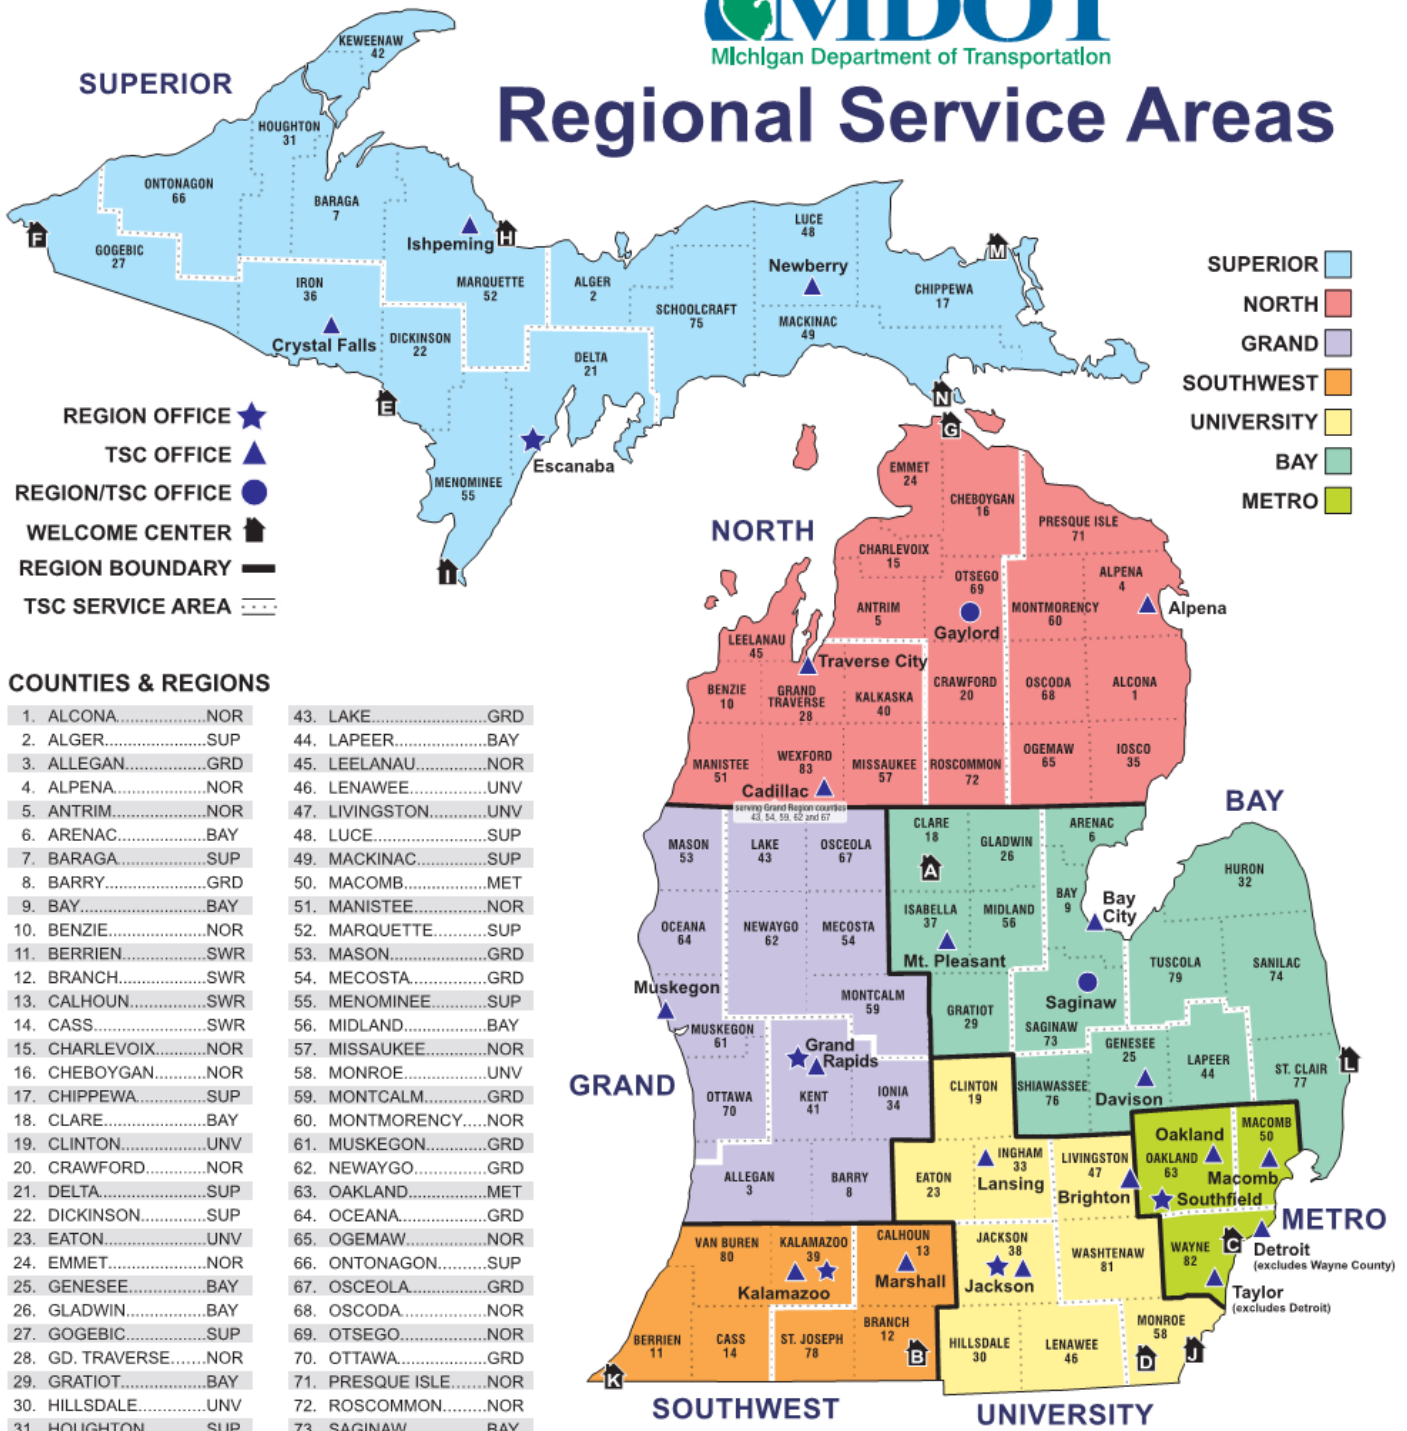 MDOT
Michigan Department of Transportation
Regional Service Areas
SUPERIOR
KEWEENAW
42
HOUGHTON
31
ONTONAGON
66
BARAGA
7
GOGEBIC
27
F
Ishpeming
H
IRON
36
Crystal Falls
MARQUETTE
52
DICKINSON
22
ALGER
2
SCHOOLCRAFT
75
DELTA
21
LUCE
48
Newberry
MACKINAC
49
CHIPPEWA
17
M
E
N
G
Escanaba
MENOMINEE
55
I
SUPERIOR
NORTH
GRAND
SOUTHWEST
UNIVERSITY
BAY
METRO
REGION OFFICE
TSC OFFICE
REGION/TSC OFFICE
WELCOME CENTER
REGION BOUNDARY
TSC SERVICE AREA
NORTH
EMMET
24
CHEBOYGAN
16
PRESQUE ISLE
71
CHARLEVOIX
15
OTSEGO
69
ALPENA
4
Alpena
ANTRIM
5
Gaylord
MONTMORENCY
60
LEELANAU
45
Traverse City
BENZIE
10
GRAND
TRAVERSE
28
KALKASKA
40
CRAWFORD
20
OSCODA
68
ALCONA
1
MANISTEE
51
WEXFORD
83
Cadillac
serving Grand Region counties
43, 54, 59, 62 and 67
MISSAUKEE
57
ROSCOMMON
72
OGEMAW
65
IOSCO
35
BAY
MASON
53
LAKE
43
OSCEOLA
67
CLARE
18
A
GLADWIN
26
ARENAC
6
HURON
32
OCEANA
64
NEWAYGO
62
MECOSTA
54
ISABELLA
37
Mt. Pleasant
MIDLAND
56
BAY
9
Bay
City
TUSCOLA
79
SANILAC
74
Muskegon
MUSKEGON
61
MONTCALM
59
GRATIOT
29
Saginaw
SAGINAW
73
GENESEE
25
LAPEER
44
ST. CLAIR
77
L
GRAND
Grand
Rapids
OTTAWA
70
KENT
41
IONIA
34
CLINTON
19
SHIAWASSEE
76
Davison
ALLEGAN
3
BARRY
8
EATON
23
INGHAM
33
Lansing
LIVINGSTON
47
Brighton
Oakland
OAKLAND
63
MACOMB
50
Macomb
Southfield
METRO
VAN BUREN
80
KALAMAZOO
39
Kalamazoo
CALHOUN
13
Marshall
JACKSON
38
Jackson
WASHTENAW
81
WAYNE
82
C
Detroit
(excludes Wayne County)
Taylor
(excludes Detroit)
BERRIEN
11
K
CASS
14
ST. JOSEPH
78
BRANCH
12
B
HILLSDALE
30
LENAWEE
46
MONROE
58
D
J
SOUTHWEST
UNIVERSITY
COUNTIES & REGIONS
1. ALCONA.....................NOR
2. ALGER.......................SUP
3. ALLEGAN...................GRD
4. ALPENA.....................NOR
5. ANTRIM......................NOR
6. ARENAC....................BAY
7. BARAGA.....................SUP
8. BARRY.......................GRD
9. BAY............................BAY
10. BENZIE.....................NOR
11. BERRIEN..................SWR
12. BRANCH...................SWR
13. CALHOUN.................SWR
14. CASS.......................SWR
15. CHARLEVOIX...........NOR
16. CHEBOYGAN............NOR
17. CHIPPEWA................SUP
18. CLARE......................BAY
19. CLINTON..................UNV
20. CRAWFORD..............NOR
21. DELTA.......................SUP
22. DICKINSON..............SUP
23. EATON......................UNV
24. EMMET.....................NOR
25. GENESEE.................BAY
26. GLADWIN.................BAY
27. GOGEBIC.................SUP
28. GD. TRAVERSE.......NOR
29. GRATIOT..................BAY
30. HILLSDALE..............UNV
31. HOUGHTON.............SUP
43. LAKE.......................GRD
44. LAPEER...................BAY
45. LEELANAU...............NOR
46. LENAWEE................UNV
47. LIVINGSTON............UNV
48. LUCE........................SUP
49. MACKINAC...............SUP
50. MACOMB..................MET
51. MANISTEE................NOR
52. MARQUETTE............SUP
53. MASON....................GRD
54. MECOSTA................GRD
55. MENOMINEE............SUP
56. MIDLAND.................BAY
57. MISSAUKEE.............NOR
58. MONROE..................UNV
59. MONTCALM..............GRD
60. MONTMORENCY.....NOR
61. MUSKEGON.............GRD
62. NEWAYGO...............GRD
63. OAKLAND................MET
64. OCEANA...................GRD
65. OGEMAW.................NOR
66. ONTONAGON..........SUP
67. OSCEOLA................GRD
68. OSCODA..................NOR
69. OTSEGO..................NOR
70. OTTAWA...................GRD
71. PRESQUE ISLE.......NOR
72. ROSCOMMON.........NOR
73. SAGINAW................BAY